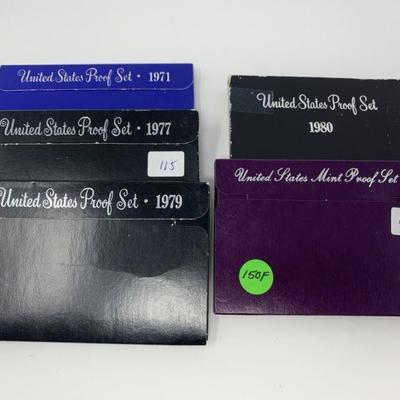 United States Proof Set · 1971
United States Proof Set · 1977
115
United States Proof Set · 1979
United States Proof Set
1980
United States Mint Proof Set
150F